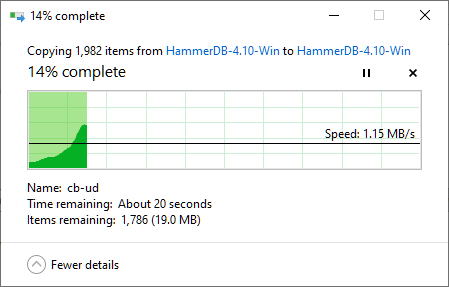 14% complete
Copying 1,982 items from HammerDB-4.10-Win to HammerDB-4.10-Win
14% complete
Speed: 1.15 MB/s
Name: cb-ud
Time remaining: About 20 seconds
Items remaining: 1,786 (19.0 MB)
Fewer details